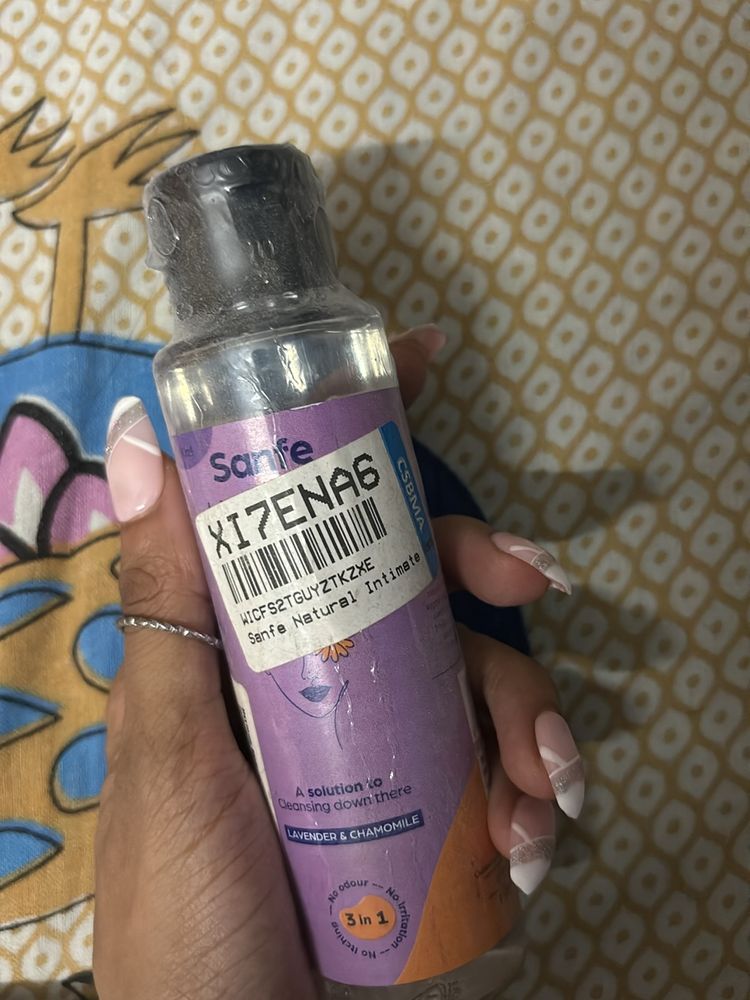 Sanfe
XI7ENA6
CSBMA
WICFS2TGUYZTKZXE
Sanfe Natural Intimate
A solution to
Cleansing down there
LAVENDER & CHAMOMILE
No odour -- No irritation -- No Itching --
3 in 1